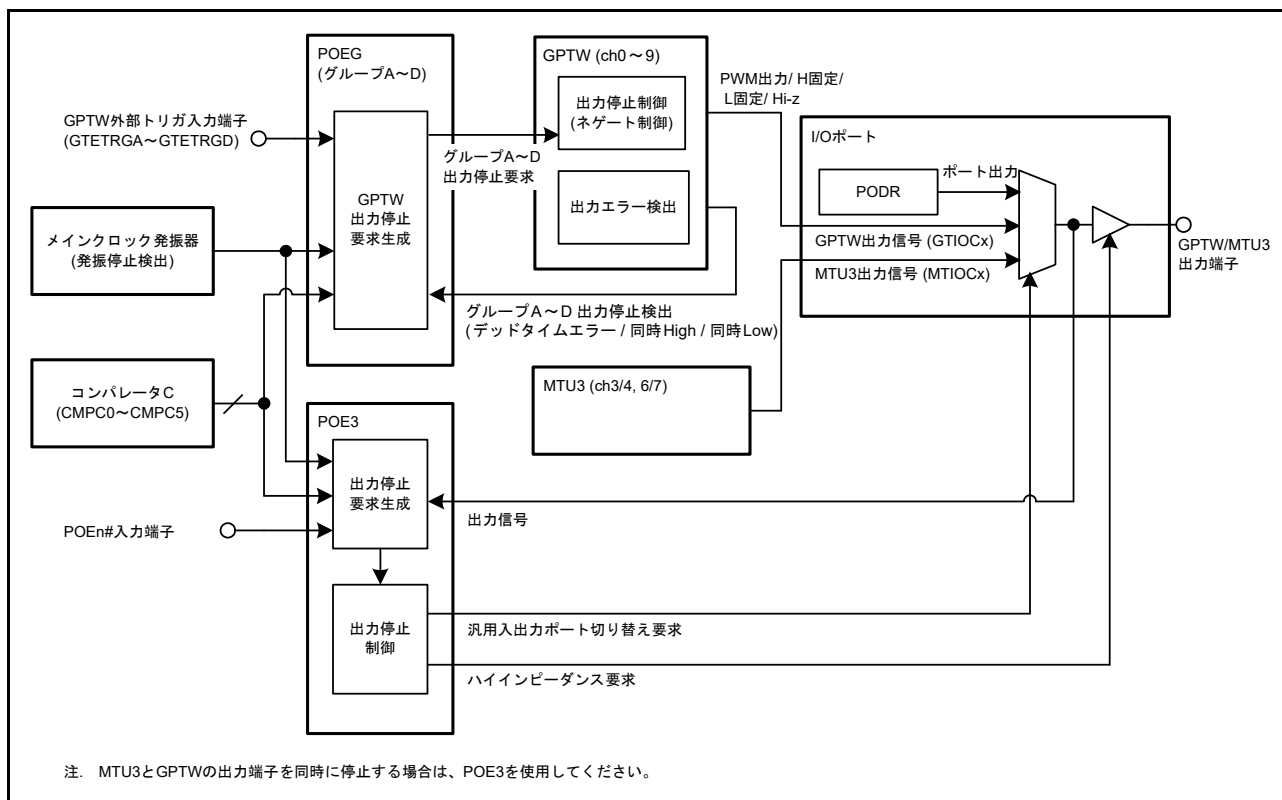 POEG
(グループA～D)
GPTW (ch0～9)
PWM出力/ H固定/
L固定/ Hi-z
GPTW外部トリガ入力端子
(GTETRGA～GTETRGD)
出力停止制御
(ネゲート制御)
I/Oポート
グループA～D
出力停止要求
ポート出力
PODR
GPTW
出力停止
要求生成
出力エラー検出
メインクロック発振器
(発振停止検出)
GPTW出力信号 (GTIOCx)
GPTW/MTU3
出力端子
MTU3出力信号 (MTIOCx)
グループA～D 出力停止検出
(デッドタイムエラー / 同時High / 同時Low)
コンパレータC
(CMPC0～CMPC5)
MTU3 (ch3/4, 6/7)
POE3
出力停止
要求生成
出力信号
POEn#入力端子
出力停止
制御
汎用入出力ポート切り替え要求
ハイインピーダンス要求
注. MTU3とGPTWの出力端子を同時に停止する場合は、POE3を使用してください。